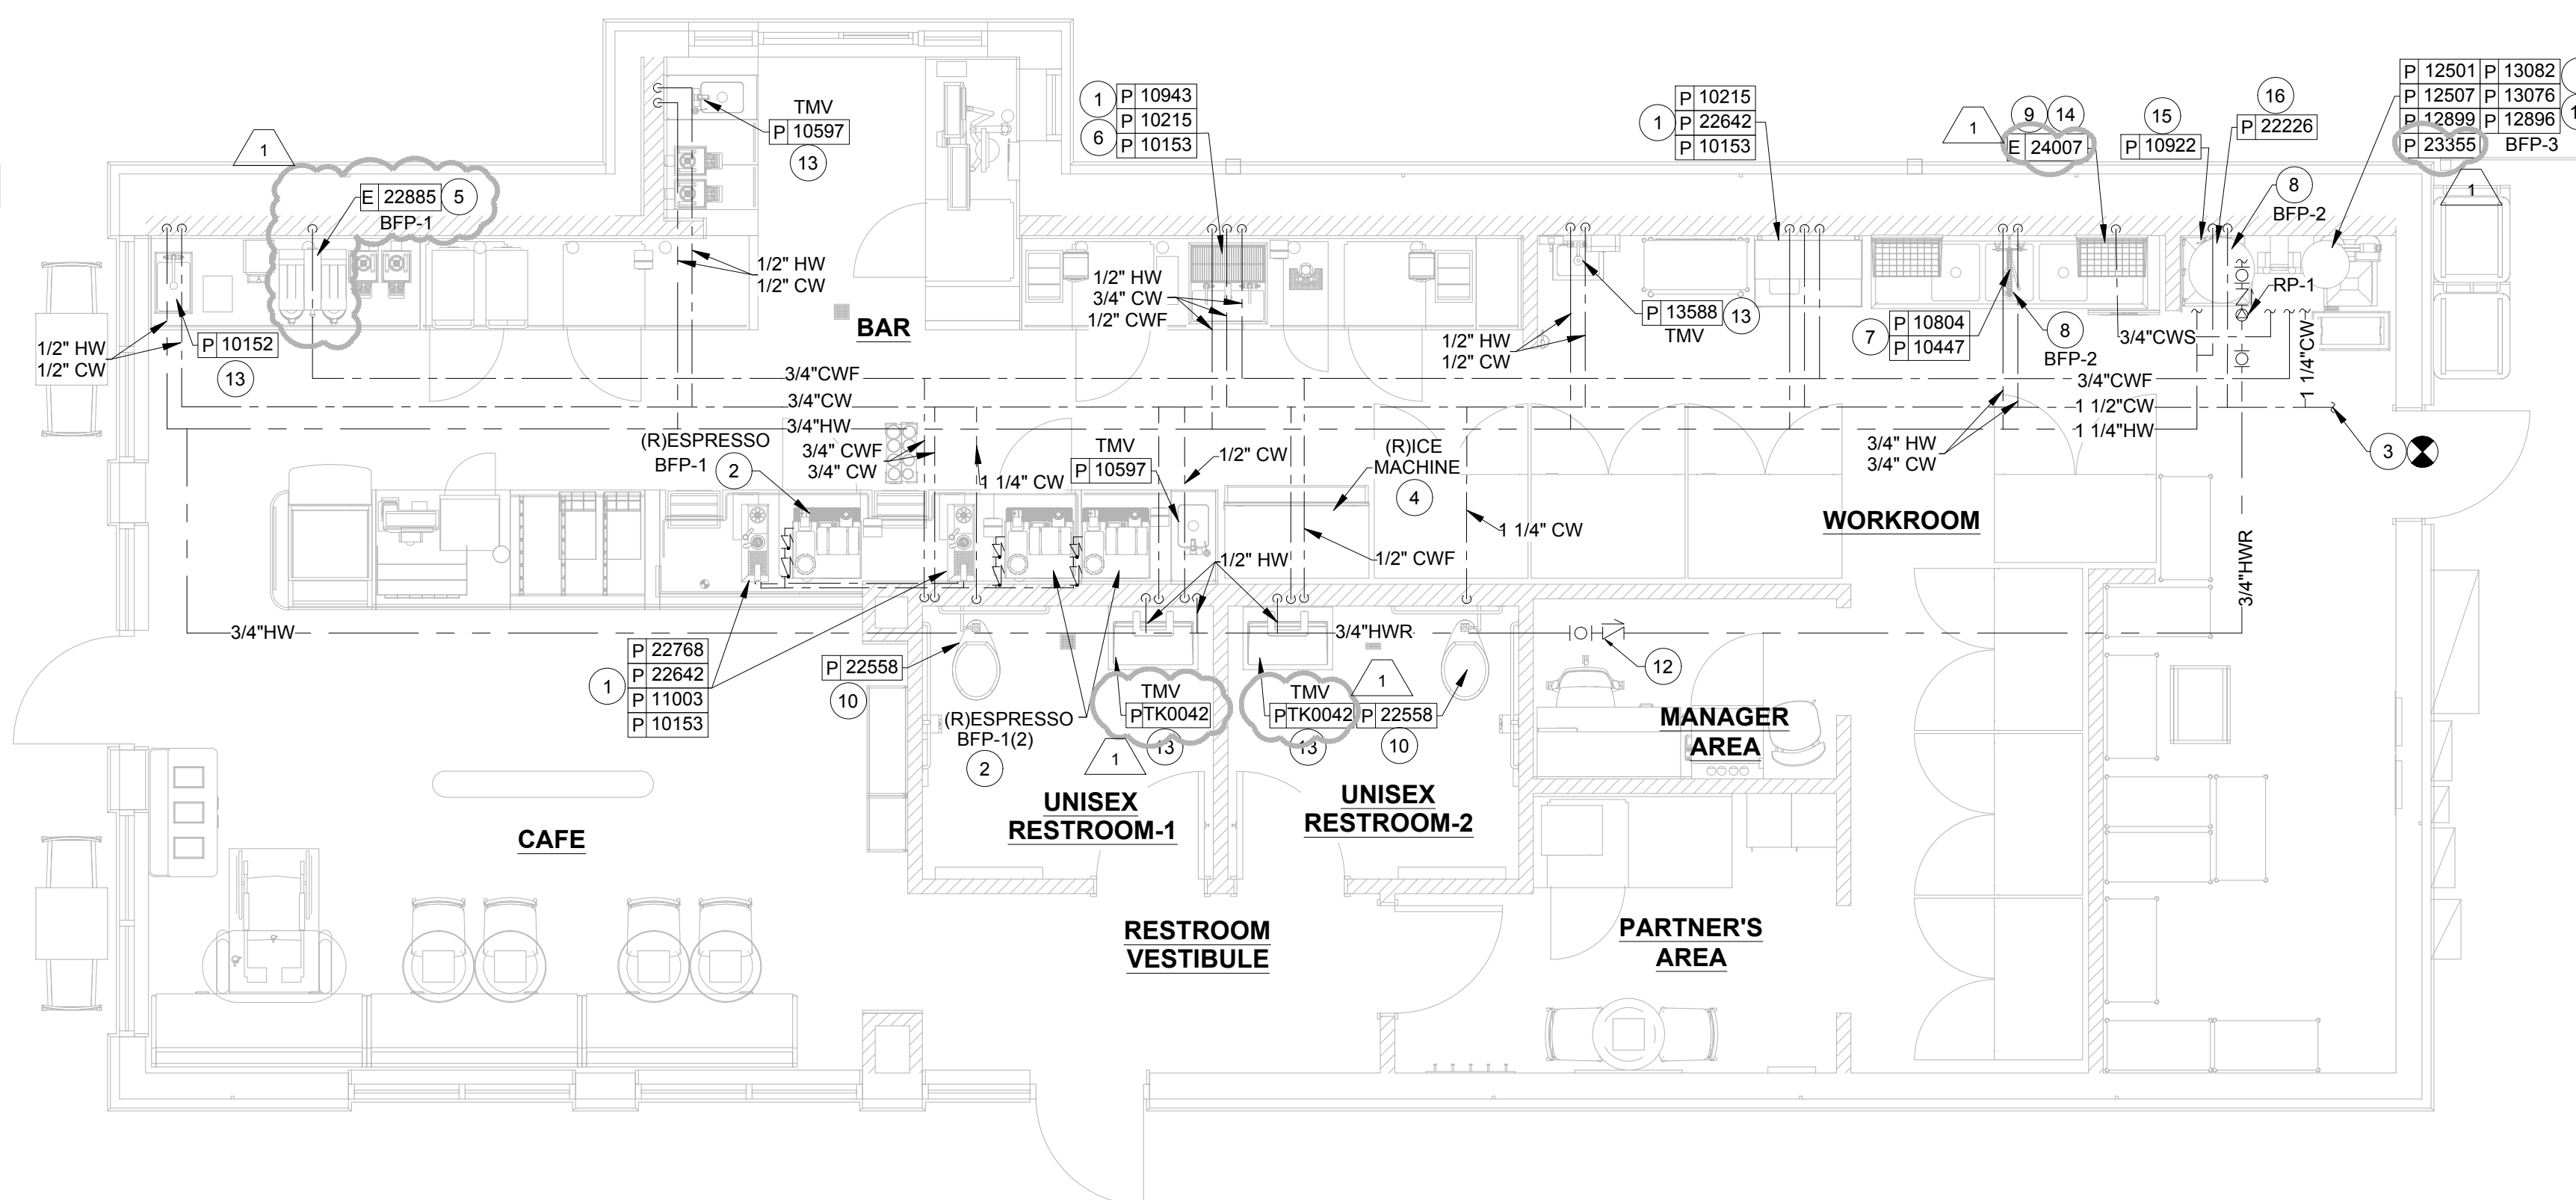 P 12501 P 13082
P 12507 P 13076
P 12899 P 12896
P 23355 BFP-3
1
1 P 10943
P 10215
6 P 10153
P 10215
1 P 22642
P 10153
1
9 14
E 24007
15
P 10922
16
P 22226
TMV
P 10597
13
1
E 22885 5
BFP-1
8
BFP-2
RP-1
1/2" HW
1/2" CW
1/2" HW
3/4" CW
1/2" CWF
P 13588 13
TMV
P 10804
7 P 10447
8
BFP-2
3/4"CWS
1 1/4"CW
1/2" HW
1/2" CW
P 10152
13
BAR
1/2" HW
1/2" CW
3/4"CWF
3/4"CW
3/4"HW
3/4"CWF
1 1/2"CW
1 1/4"HW
(R)ESPRESSO
BFP-1 2
3/4" CWF
3/4" CW
1 1/4" CW
TMV
P 10597
1/2" CW
(R)ICE
MACHINE
4
3/4" HW
3/4" CW
3
WORKROOM
1 1/4" CW
1/2" HW
1/2" CWF
3/4"HWR
3/4"HW
3/4"HWR
12
P 22768
P 22642
1 P 11003
P 10153
P 22558
10
(R)ESPRESSO
BFP-1(2)
2
TMV
P TK0042
13
1
TMV
P TK0042
13
1
P 22558
10
MANAGER
AREA
UNISEX
RESTROOM-1
UNISEX
RESTROOM-2
CAFE
RESTROOM
VESTIBULE
PARTNER'S
AREA